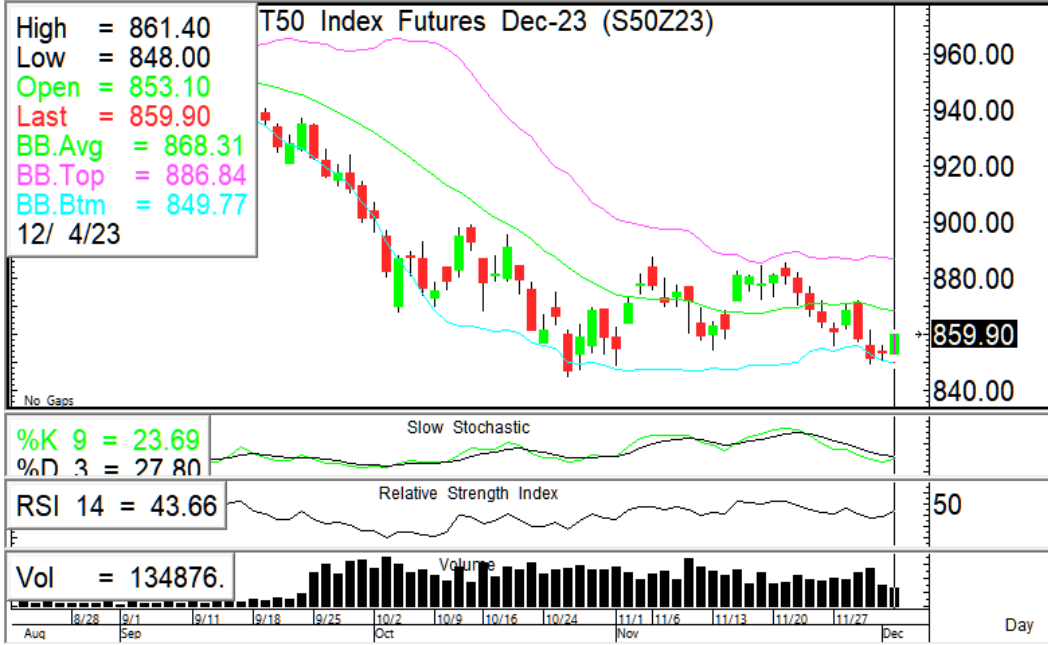 T50 Index Futures Dec-23 (S50Z23)
High = 861.40
Low = 848.00
Open = 853.10
Last = 859.90
BB.Avg = 868.31
BB.Top = 886.84
BB.Btm = 849.77
12/ 4/23
960.00
940.00
920.00
900.00
880.00
859.90
840.00
No Gaps
Slow Stochastic
%K 9 = 23.69
%D 3 = 27.80
Relative Strength Index
RSI 14 = 43.66
50
Volume
Vol = 134876.
8/28 9/1 9/11 9/18 9/25 10/2 10/9 10/16 10/24 11/1 11/6 11/13 11/20 11/27
Aug Sep Oct Nov Dec
Day